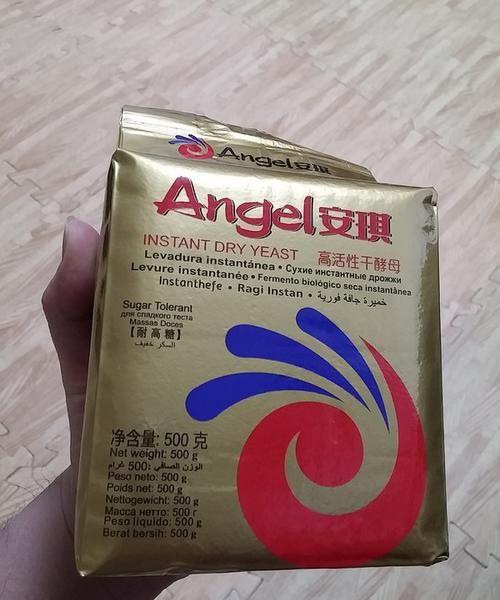 Angel安琪
Angel安琪
INSTANT DRY YEAST 高活性干酵母
Levadura instantánea • Сухие инстантные дрожжи
Levure instantanée • Fermento biológico seca instantânea
Instanthefe • Ragi Instan • خميرة جافة فورية
Sugar Tolerant
для сладкого теста
Massas Doces
【耐高糖】
السكر خفيف
净含量: 500 克
Net weight: 500 g
الوزن الصافي: 500 غرام
Peso neto: 500 g
Poids net: 500 g
Nettogewicht: 500 g
Масса нетто: 500 г
Peso líquido: 500 g
Berat bersih: 500 g